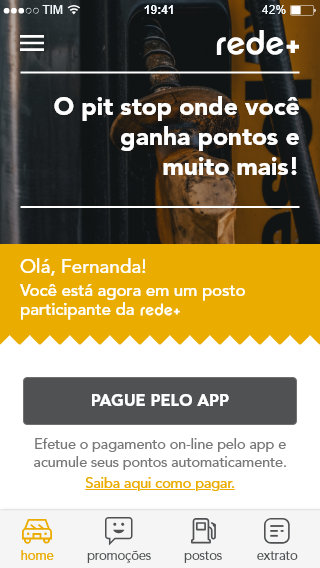 TIM 19:41 42%
rede+
O pit stop onde você
ganha pontos e
muito mais!
Olá, Fernanda!
Você está agora em um posto
participante da rede+
PAGUE PELO APP
Efetue o pagamento on-line pelo app e
acumule seus pontos automaticamente.
Saiba aqui como pagar.
home promoções postos extrato